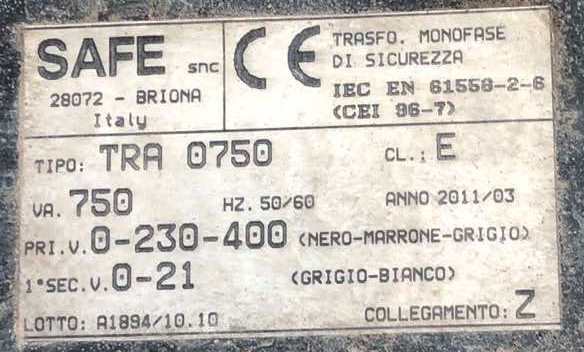 SAFE snc
28072 - BRIONA
Italy
CE
TRASFO. MONOFASE
DI SICUREZZA
IEC EN 61558-2-6
(CEI 96-7)
TIPO: TRA 0750 CL.: E
VA. 750 HZ. 50/60 ANNO 2011/03
PRI.V. 0-230-400 (NERO-MARRONE-GRIGIO)
1°SEC.V. 0-21 (GRIGIO-BIANCO)
LOTTO: A1894/10.10 COLLEGAMENTO: Z